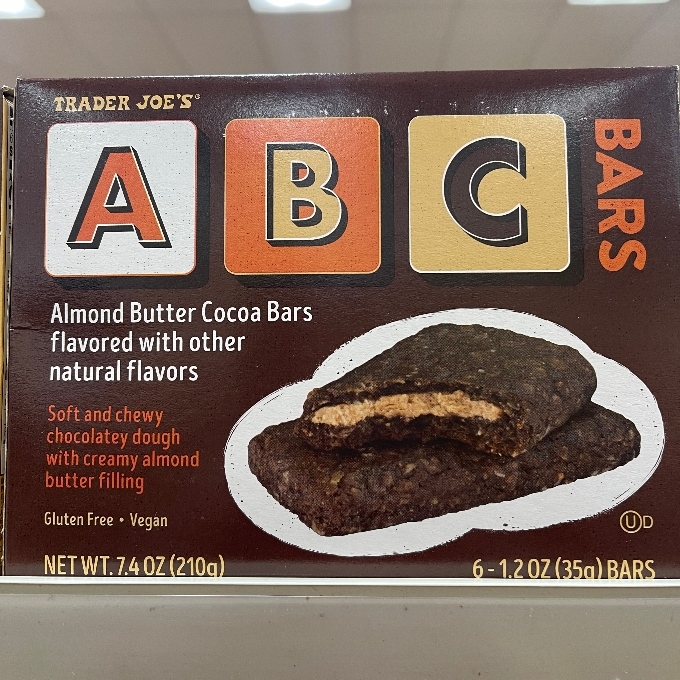 TRADER JOE'S®
A B C BARS
Almond Butter Cocoa Bars
flavored with other
natural flavors
Soft and chewy
chocolatey dough
with creamy almond
butter filling
Gluten Free • Vegan
Ⓤ D
NET WT. 7.4 OZ (210g)
6 - 1.2 OZ (35g) BARS